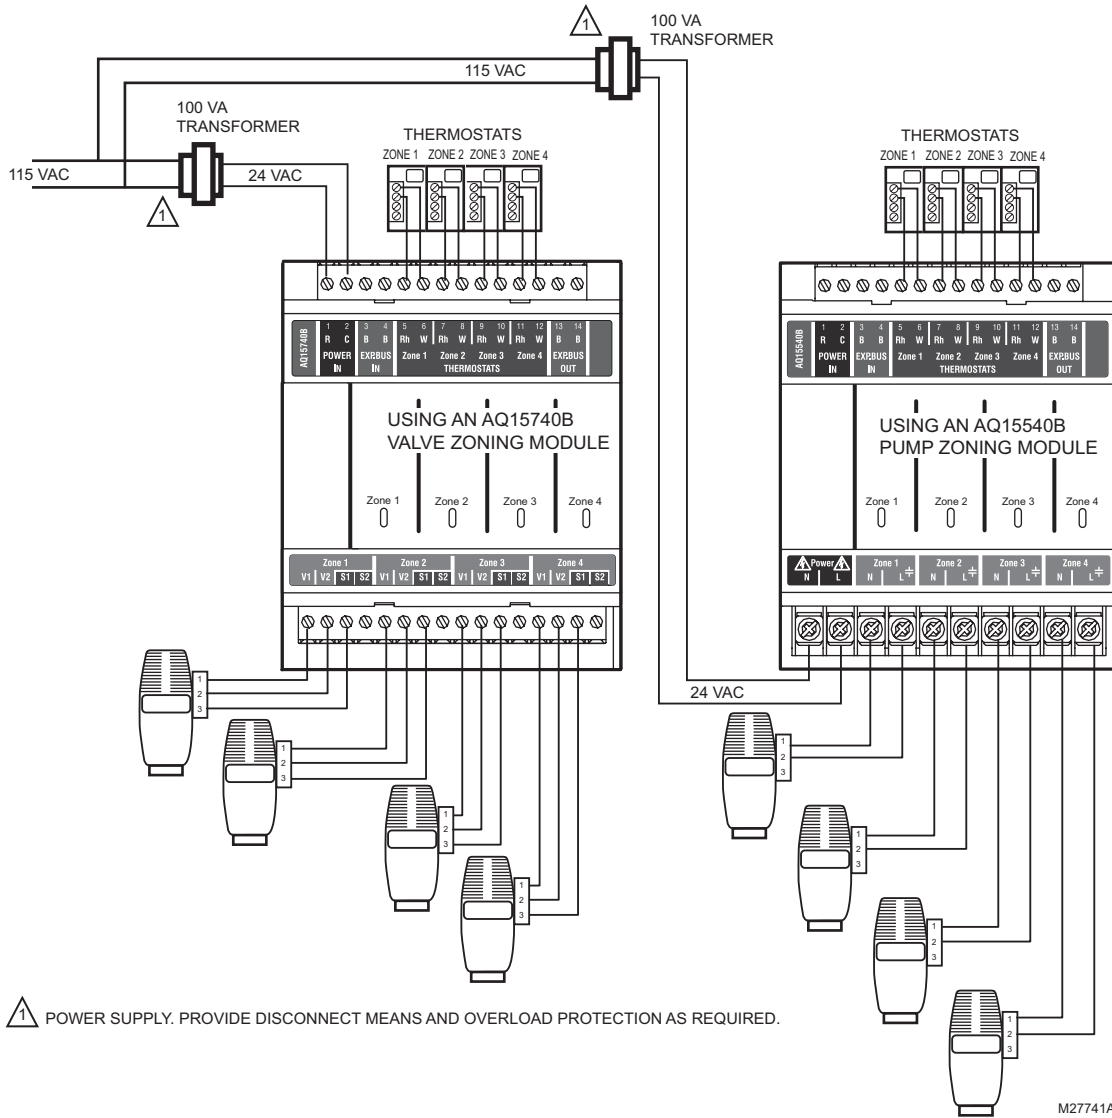 1
100 VA
TRANSFORMER
115 VAC
100 VA
TRANSFORMER
115 VAC
24 VAC
1
THERMOSTATS
ZONE 1 ZONE 2 ZONE 3 ZONE 4
THERMOSTATS
ZONE 1 ZONE 2 ZONE 3 ZONE 4
AQ15740B
1 2 3 4 5 6 7 8 9 10 11 12 13 14
R C B B Rh W Rh W Rh W Rh W B B
POWER EXP.BUS Zone 1 Zone 2 Zone 3 Zone 4 EXP.BUS
IN IN THERMOSTATS OUT
USING AN AQ15740B
VALVE ZONING MODULE
Zone 1 Zone 2 Zone 3 Zone 4
Zone 1 Zone 2 Zone 3 Zone 4
V1 V2 S1 S2 V1 V2 S1 S2 V1 V2 S1 S2 V1 V2 S1 S2
1
2
3
1
2
3
1
2
3
1
2
3
AQ15540B
1 2 3 4 5 6 7 8 9 10 11 12 13 14
R C B B Rh W Rh W Rh W Rh W B B
POWER EXP.BUS Zone 1 Zone 2 Zone 3 Zone 4 EXP.BUS
IN IN THERMOSTATS OUT
USING AN AQ15540B
PUMP ZONING MODULE
Zone 1 Zone 2 Zone 3 Zone 4
Power Zone 1 Zone 2 Zone 3 Zone 4
N L N L N L N L N L
24 VAC
1
2
3
1
2
3
1
2
3
1
2
3
1 POWER SUPPLY. PROVIDE DISCONNECT MEANS AND OVERLOAD PROTECTION AS REQUIRED.
M27741A